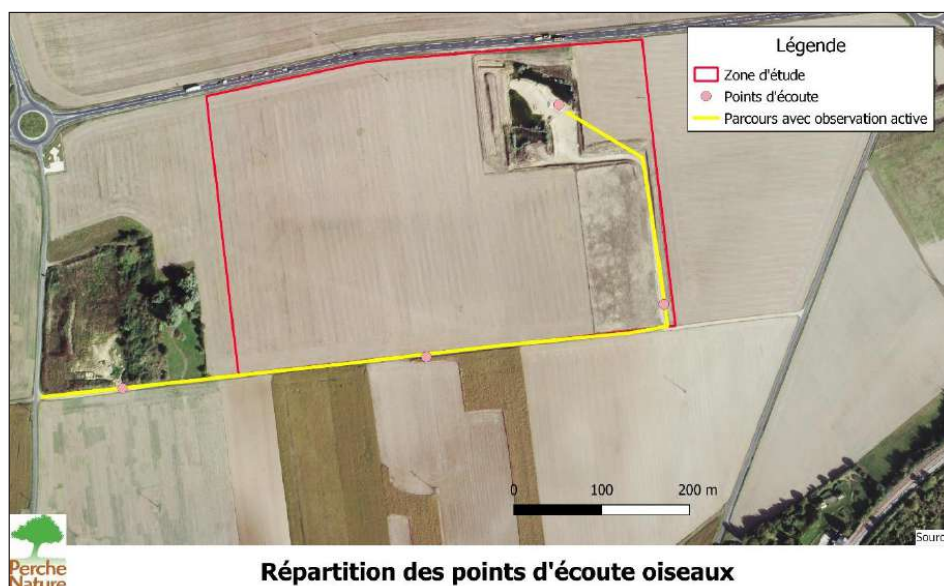 Légende
Zone d'étude
Points d'écoute
Parcours avec observation active
0 100 200 m
Sourc
Perche
Nature
Répartition des points d'écoute oiseaux